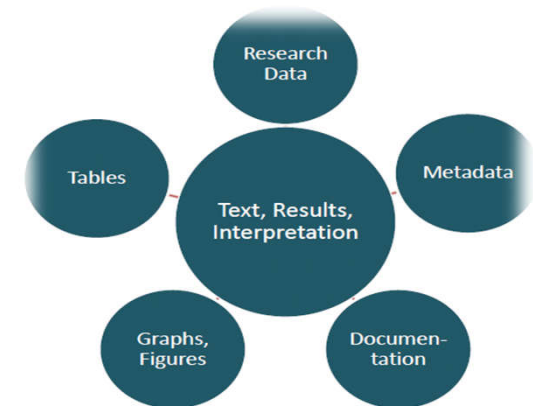 Research
Data
Tables
Metadata
Text, Results,
Interpretation
Graphs,
Figures
Documen-
tation